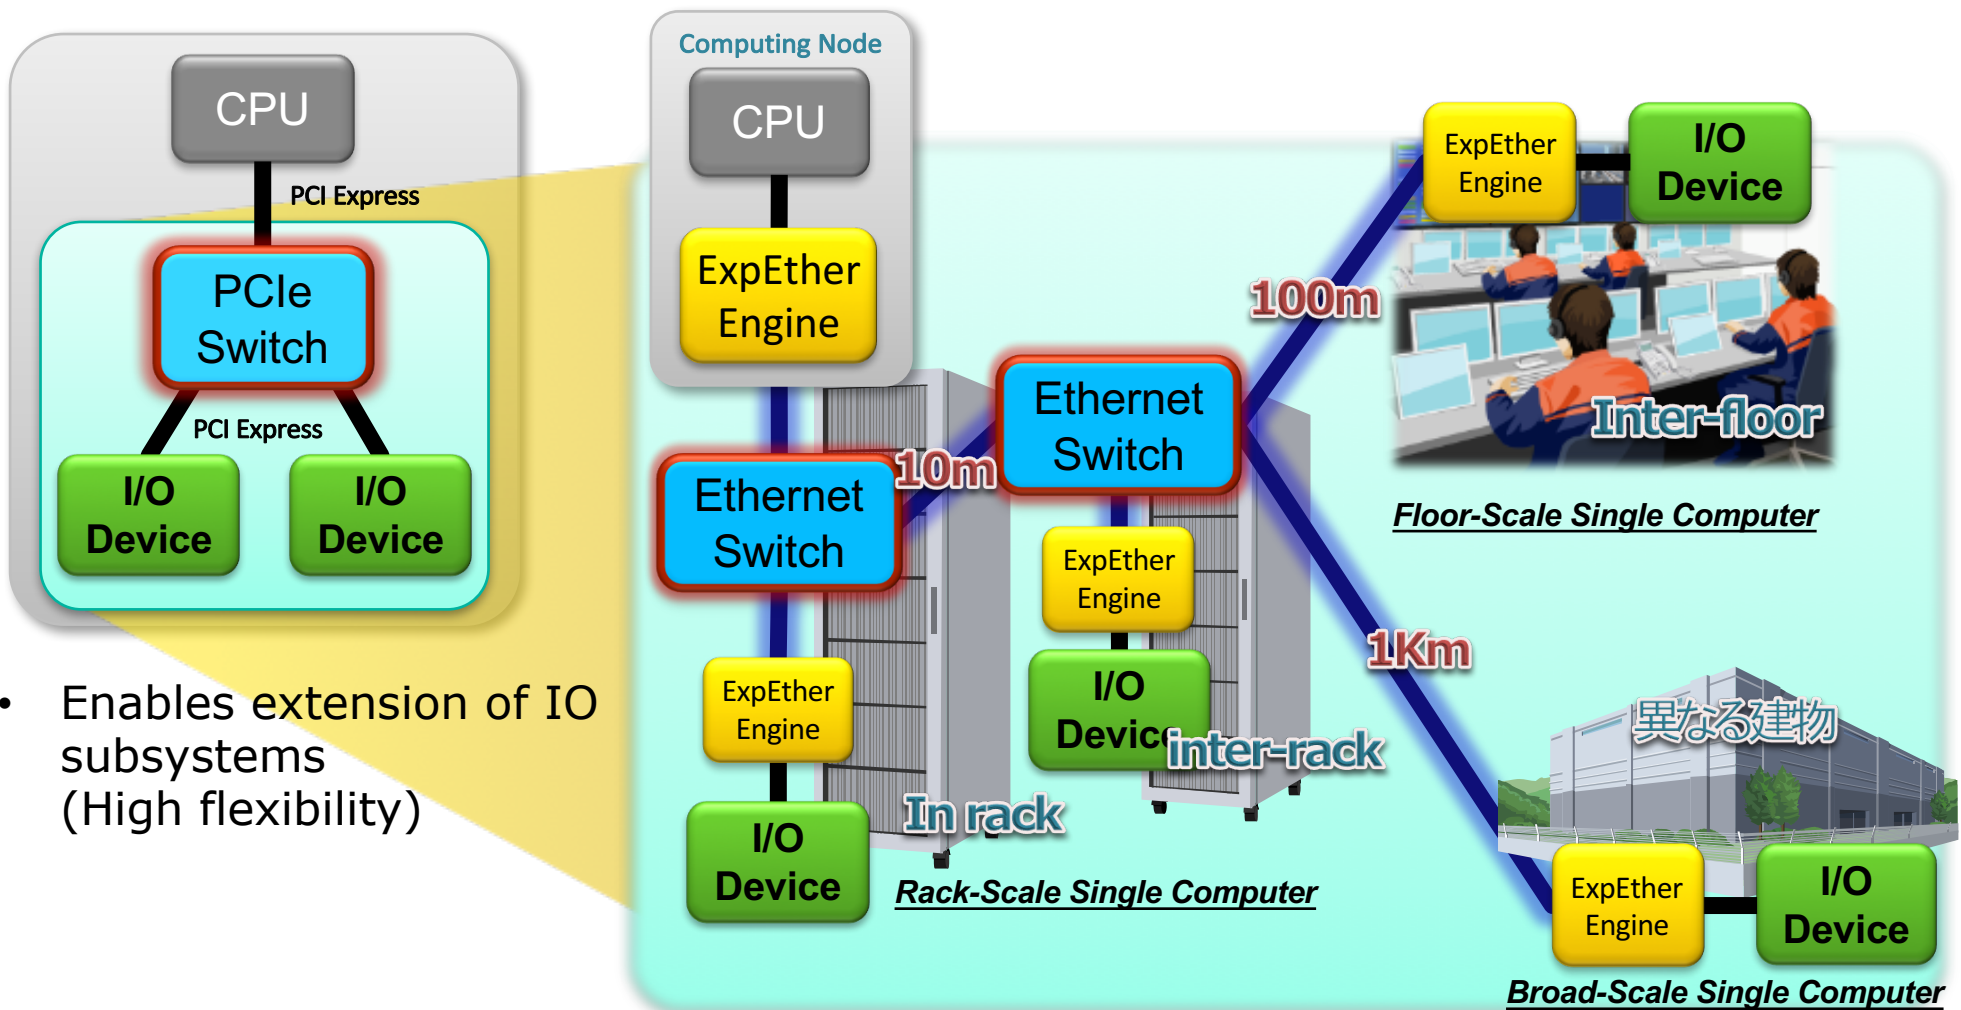 CPU
PCI Express
PCIe
Switch
PCI Express
I/O
Device
I/O
Device
• Enables extension of IO
subsystems
(High flexibility)
Computing Node
CPU
ExpEther
Engine
Ethernet
Switch
10m
Ethernet
Switch
ExpEther
Engine
I/O
Device
In rack
ExpEther
Engine
I/O
Device
inter-rack
Rack-Scale Single Computer
100m
ExpEther
Engine
I/O
Device
Inter-floor
Floor-Scale Single Computer
1Km
異なる建物
ExpEther
Engine
I/O
Device
Broad-Scale Single Computer